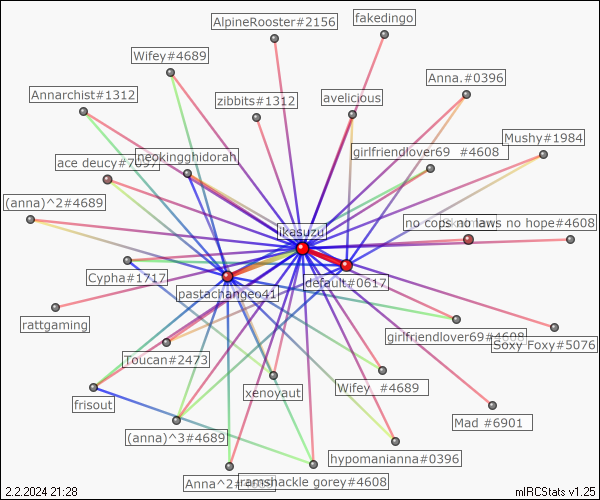 AlpineRooster#2156
fakedingo
Wifey#4689
Anna.#0396
Annarchist#1312
zibbits#1312
avelicious
Mushy#1984
girlfriendlover69 #4608
ace deucy#7097
neokingghidorah
(anna)^2#4689
no cops no laws no hope#4608
ikesuzu
Cypha#1717
pastachangeo41
default#0617
rattgaming
girlfriendlover69#4608
Soxy Foxy#5076
Toucan#2473
xenoyaut
Wifey #4689
frisout
Mad #6901
(anna)^3#4689
hypomanianna#0396
Anna^2#
ramshackle gorey#4608
2.2.2024 21:28
mIRCStats v1.25